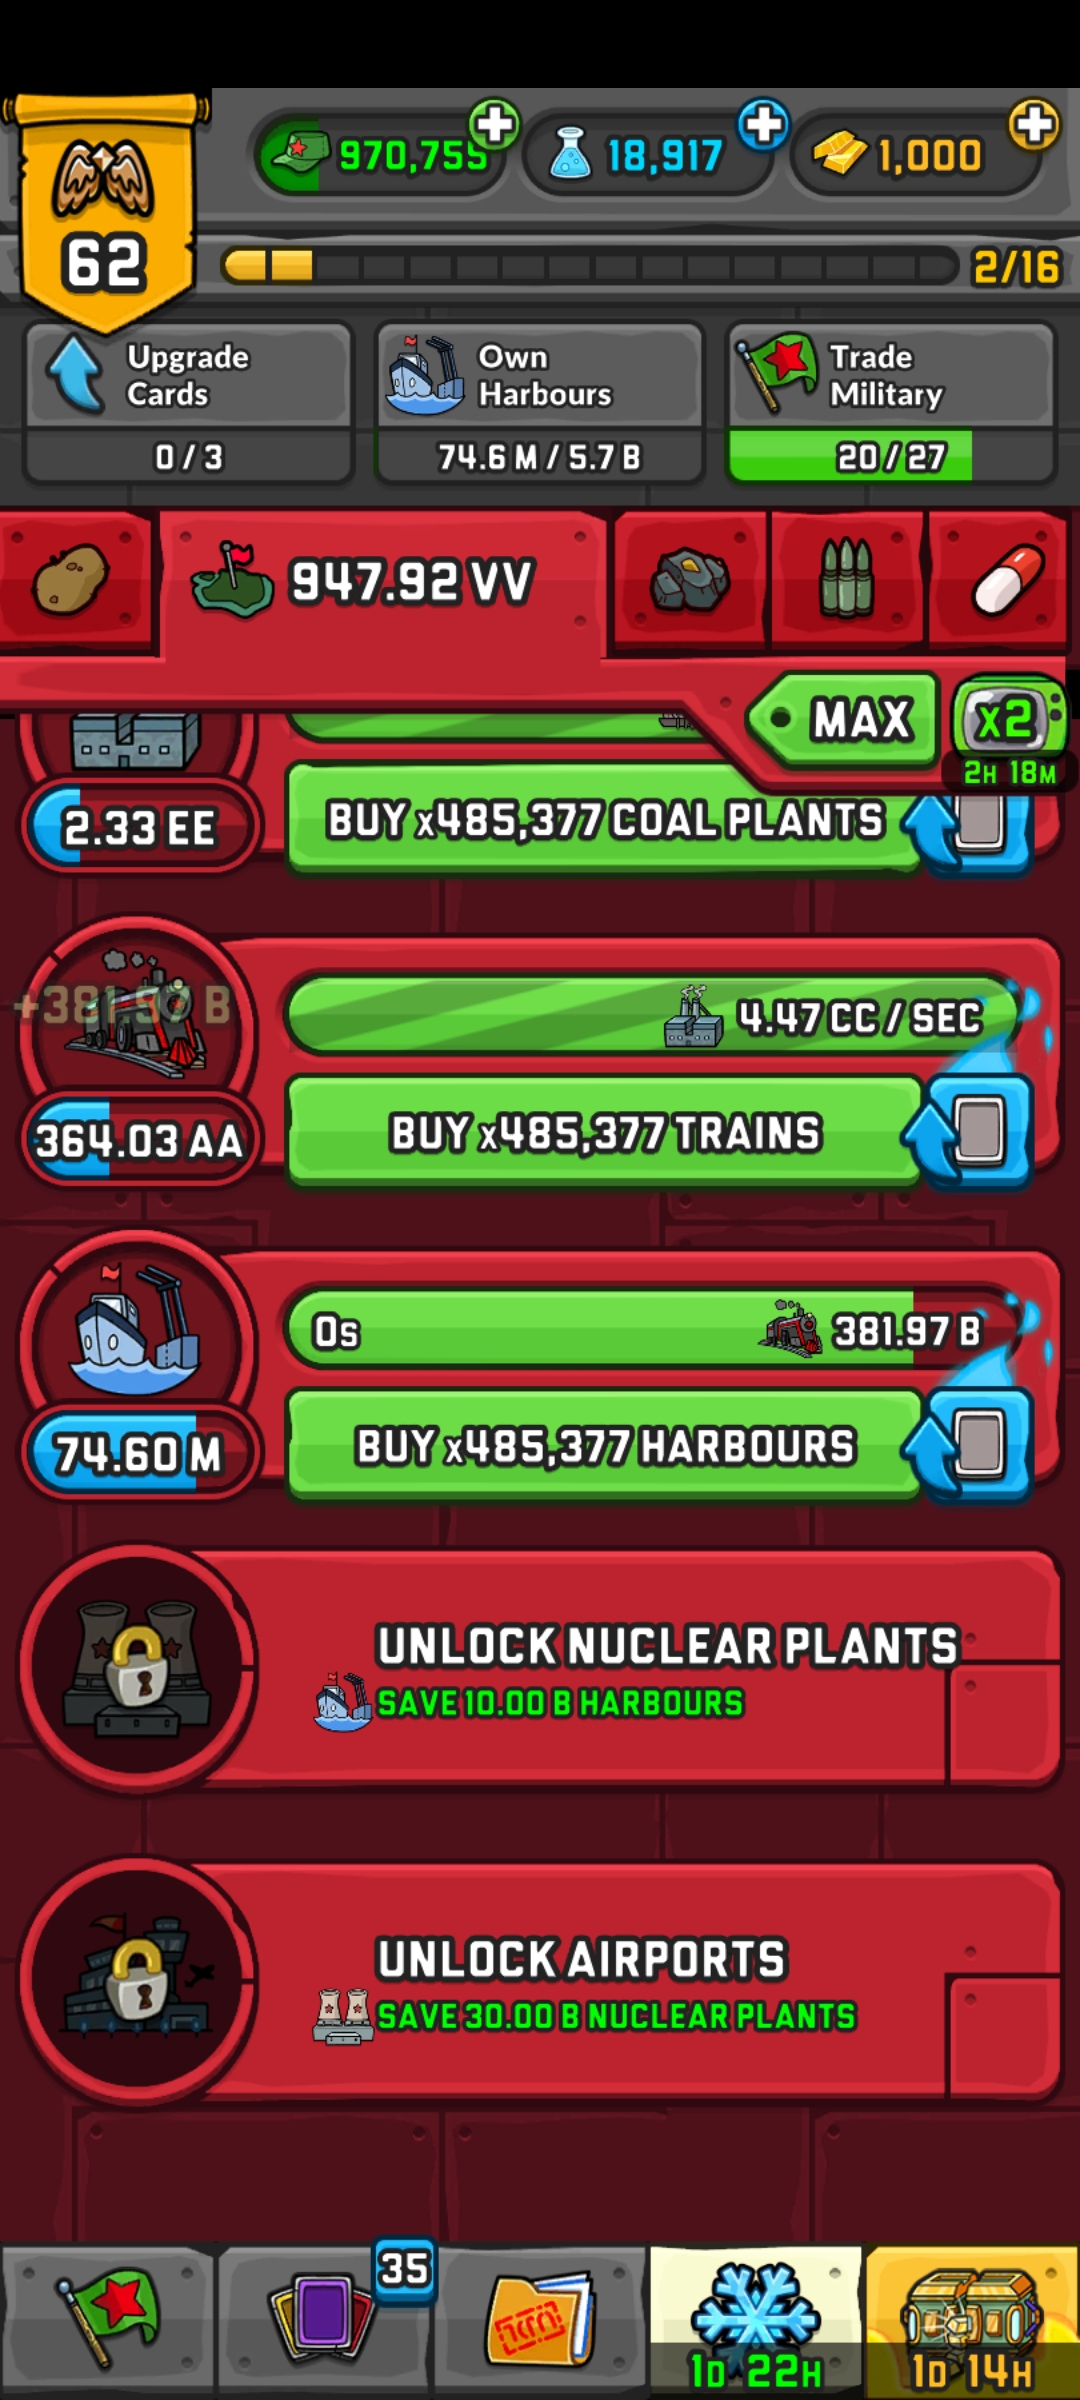 970,755
18,917
1,000
62
2/16
Upgrade
Cards
0 / 3
Own
Harbours
74.6 M / 5.7 B
Trade
Military
20 / 27
947.92 VV
MAX
x2
2H 18M
2.33 EE
BUY x485,377 COAL PLANTS
+381.97 B
4.47 CC / SEC
364.03 AA
BUY x485,377 TRAINS
0s
381.97 B
74.60 M
BUY x485,377 HARBOURS
UNLOCK NUCLEAR PLANTS
SAVE 10.00 B HARBOURS
UNLOCK AIRPORTS
SAVE 30.00 B NUCLEAR PLANTS
35
1D 22H
1D 14H